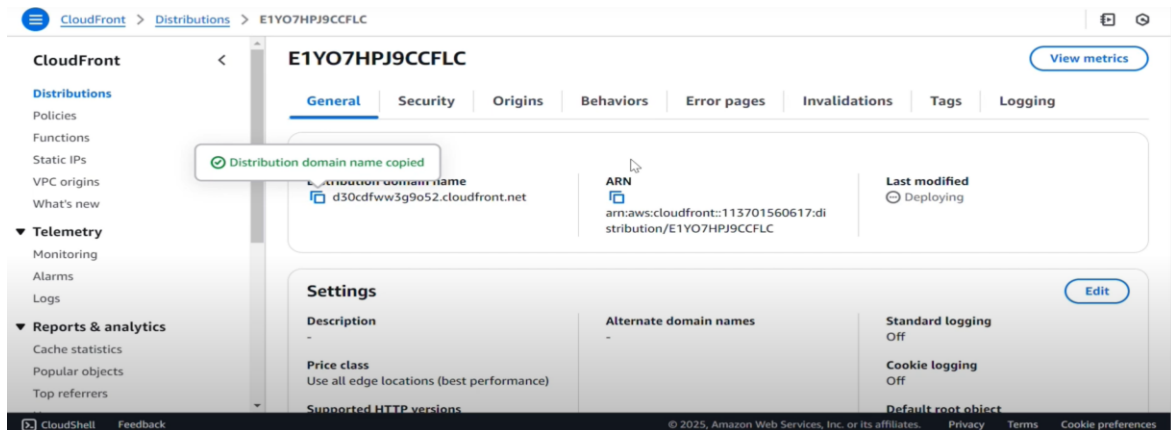 CloudFront > Distributions > E1YO7HPJ9CCFLC
CloudFront
Distributions
Policies
Functions
Static IPs
VPC origins
What's new
Telemetry
Monitoring
Alarms
Logs
Reports & analytics
Cache statistics
Popular objects
Top referrers
E1YO7HPJ9CCFLC
View metrics
General
Security
Origins
Behaviors
Error pages
Invalidations
Tags
Logging
Distribution domain name copied
Distribution domain name
d30cdfww3g9o52.cloudfront.net
ARN
arn:aws:cloudfront::113701560617:di
stribution/E1YO7HPJ9CCFLC
Last modified
Deploying
Settings
Edit
Description
-
Price class
Use all edge locations (best performance)
Supported HTTP versions
Alternate domain names
-
Standard logging
Off
Cookie logging
Off
Default root object
CloudShell
Feedback
© 2025, Amazon Web Services, Inc. or its affiliates.
Privacy
Terms
Cookie preferences